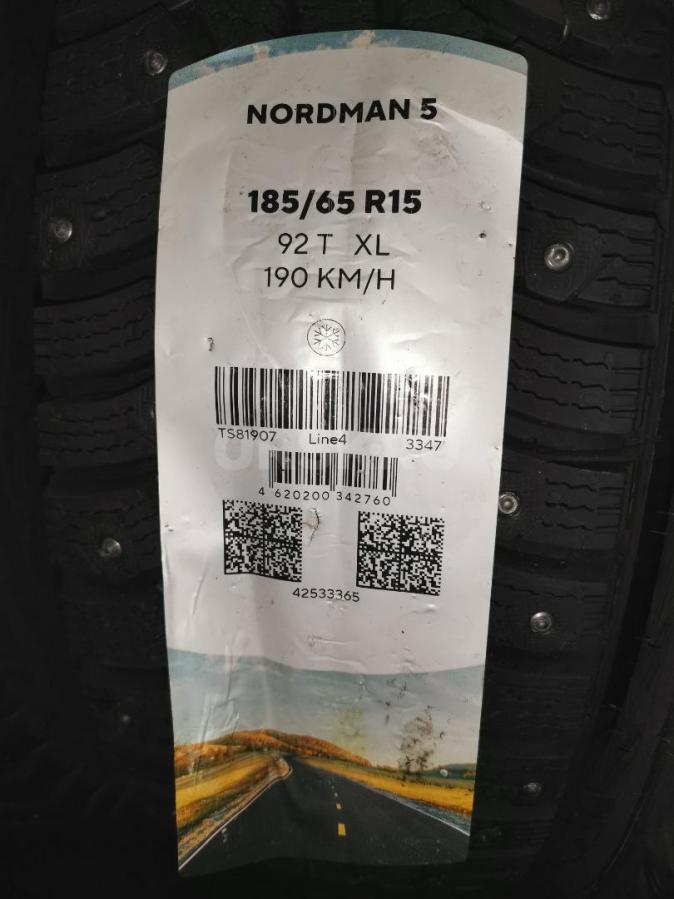 NORDMAN 5
185/65 R15
92 T XL
190 KM/H
TS81907 Line4 3347
4 620200 342760
42533365